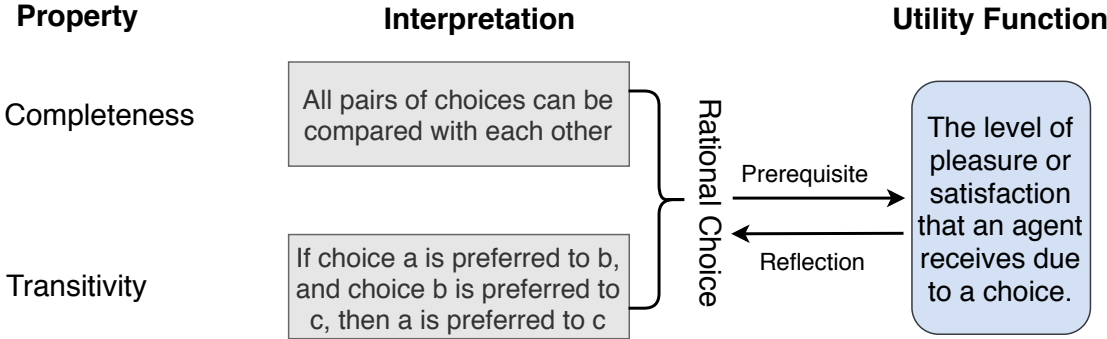 Property
Interpretation
Utility Function
Completeness
All pairs of choices can be
compared with each other
Transitivity
If choice a is preferred to b,
and choice b is preferred to
c, then a is preferred to c
Rational Choice
Prerequisite
Reflection
The level of
pleasure or
satisfaction
that an agent
receives due
to a choice.